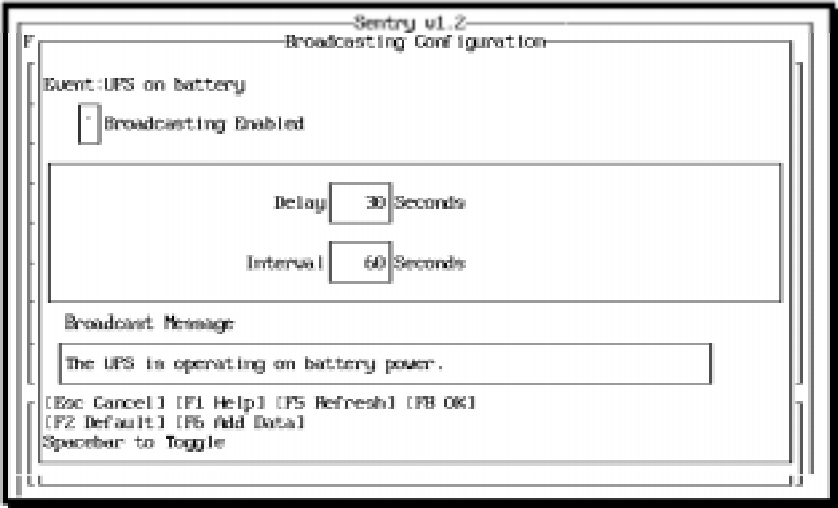 Sentry v1.2
F
Broadcasting Configuration
Event:UPS on battery
Broadcasting Enabled
Delay 30 Seconds
Interval 60 Seconds
Broadcast Message
The UPS is operating on battery power.
[Esc Cancel] [F1 Help] [F5 Refresh] [F8 OK]
[F2 Default] [F6 Add Data]
Spacebar to Toggle